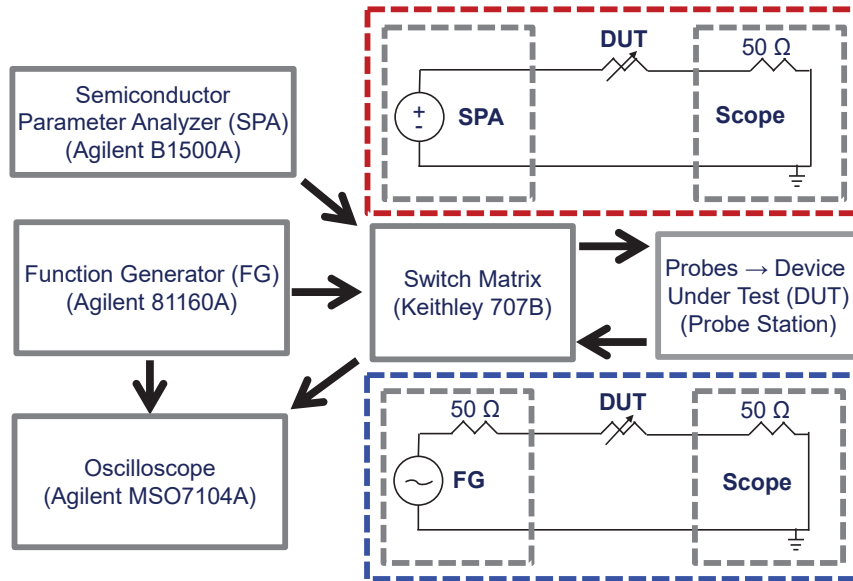 Semiconductor
Parameter Analyzer (SPA)
(Agilent B1500A)
DUT
50 Ω
+
-
SPA
Scope
Function Generator (FG)
(Agilent 81160A)
Switch Matrix
(Keithley 707B)
Probes → Device
Under Test (DUT)
(Probe Station)
Oscilloscope
(Agilent MSO7104A)
50 Ω
DUT
50 Ω
FG
Scope